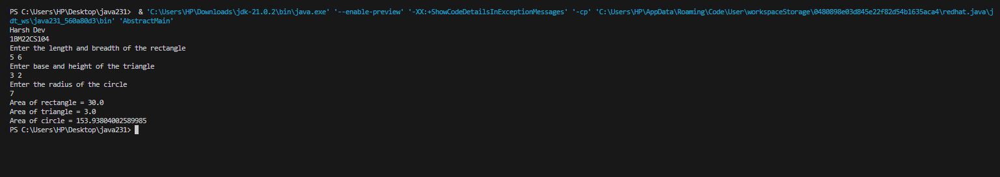 PS C:\Users\HP\Desktop\java231>  & 'C:\Users\HP\Downloads\jdk-21.0.2\bin\java.exe' '--enable-preview' '-XX:+ShowCodeDetailsInExceptionMessages' '-cp' 'C:\Users\HP\AppData\Roaming\Code\User\workspaceStorage\0480898e03d845e22f82d54b1635aca4\redhat.java\j
dt_ws\java231_560a80d3\bin' 'AbstractMain'
Harsh Dev
1BM22CS104
Enter the length and breadth of the rectangle
5 6
Enter base and height of the triangle
3 2
Enter the radius of the circle
7
Area of rectangle = 30.0
Area of triangle = 3.0
Area of circle = 153.93804002589985
PS C:\Users\HP\Desktop\java231>